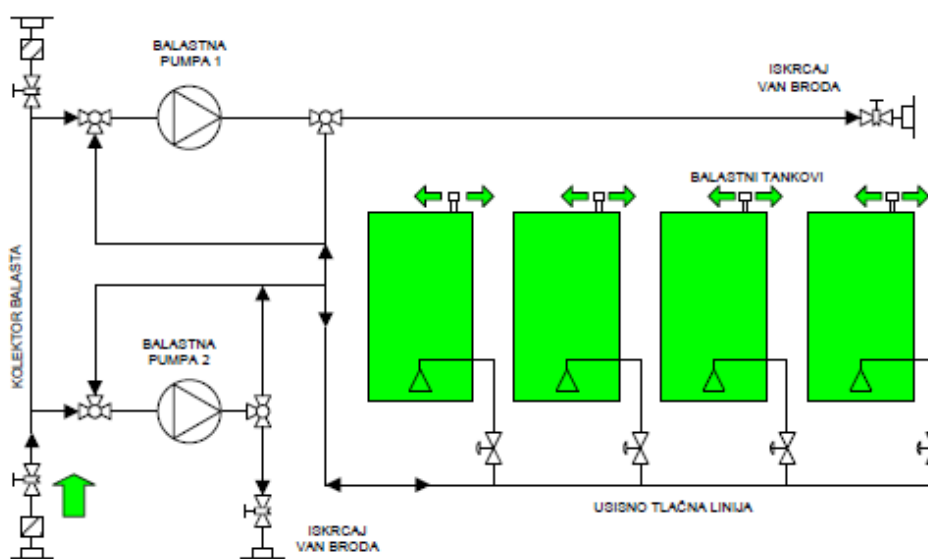 BALASTNA
PUMPA 1
ISKRCAJ
VAN BRODA
BALASTNI TANKOVI
KOLEKTOR BALASTA
BALASTNA
PUMPA 2
USISNO TLAČNA LINIJA
ISKRCAJ
VAN BRODA